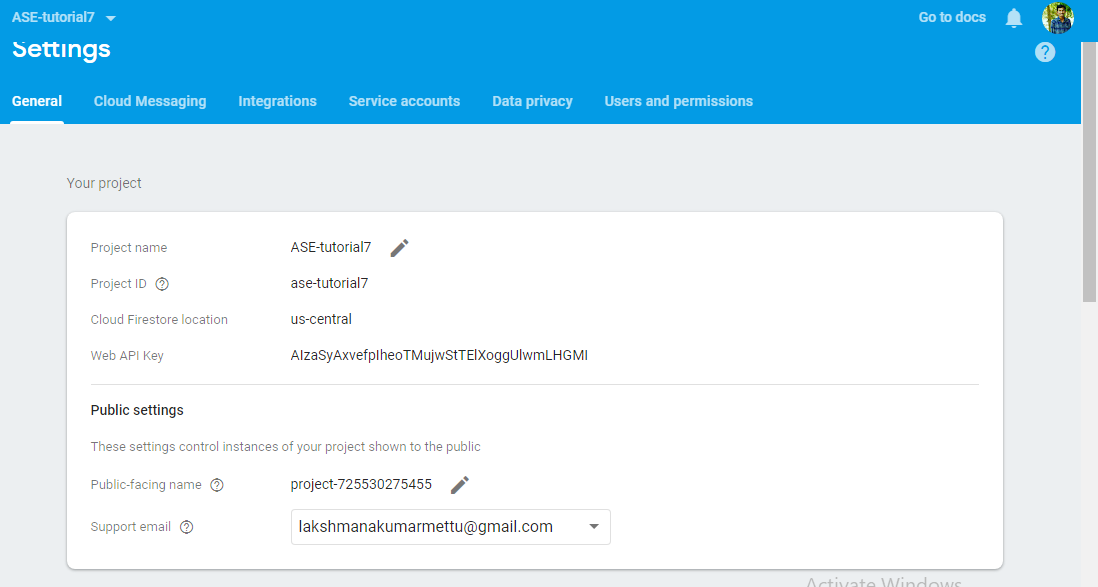 ASE-tutorial7
Go to docs
Settings
General Cloud Messaging Integrations Service accounts Data privacy Users and permissions
Your project
Project name ASE-tutorial7
Project ID ase-tutorial7
Cloud Firestore location us-central
Web API Key AIzaSyAxvefpIheoTMujwStTElXoggUlwmLHGMI
Public settings
These settings control instances of your project shown to the public
Public-facing name project-725530275455
Support email lakshmanakumarmettu@gmail.com
Activate Windows